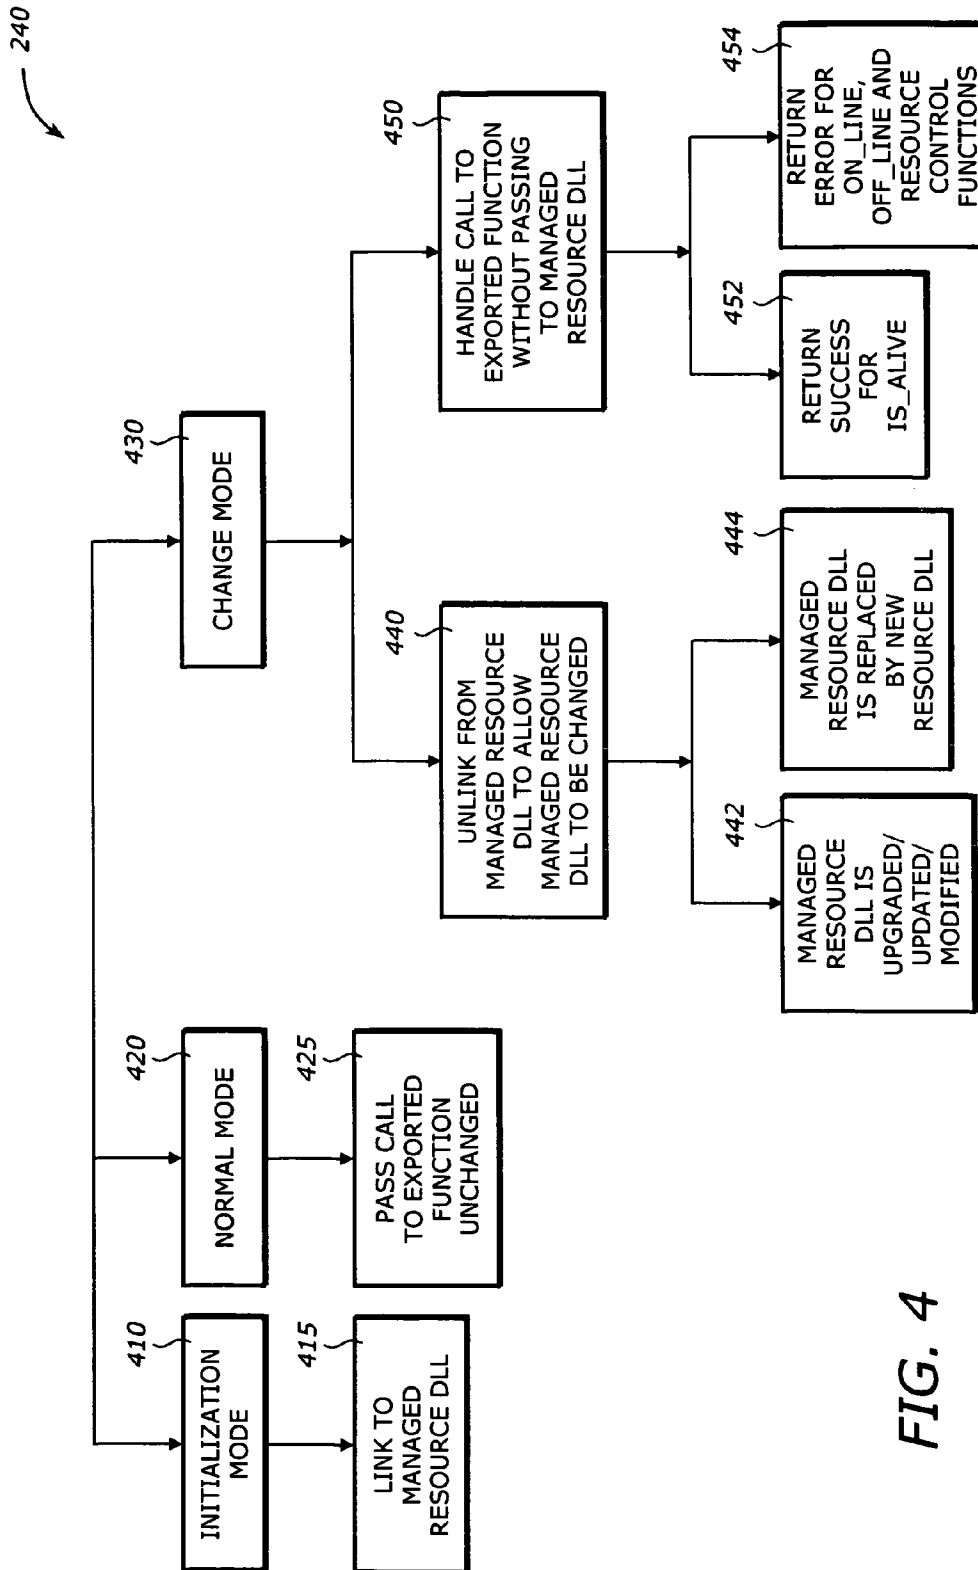 240
410
INITIALIZATION
MODE
420
NORMAL MODE
430
CHANGE MODE
415
LINK TO
MANAGED
RESOURCE DLL
425
PASS CALL
TO EXPORTED
FUNCTION
UNCHANGED
440
UNLINK FROM
MANAGED RESOURCE
DLL TO ALLOW
MANAGED RESOURCE
DLL TO BE CHANGED
450
HANDLE CALL TO
EXPORTED FUNCTION
WITHOUT PASSING
TO MANAGED
RESOURCE DLL
442
MANAGED
RESOURCE
DLL IS
UPGRADED/
UPDATED/
MODIFIED
444
MANAGED
RESOURCE DLL
IS REPLACED
BY NEW
RESOURCE DLL
452
RETURN
SUCCESS
FOR
IS_ALIVE
454
RETURN
ERROR FOR
ON_LINE,
OFF_LINE AND
RESOURCE
CONTROL
FUNCTIONS
FIG. 4